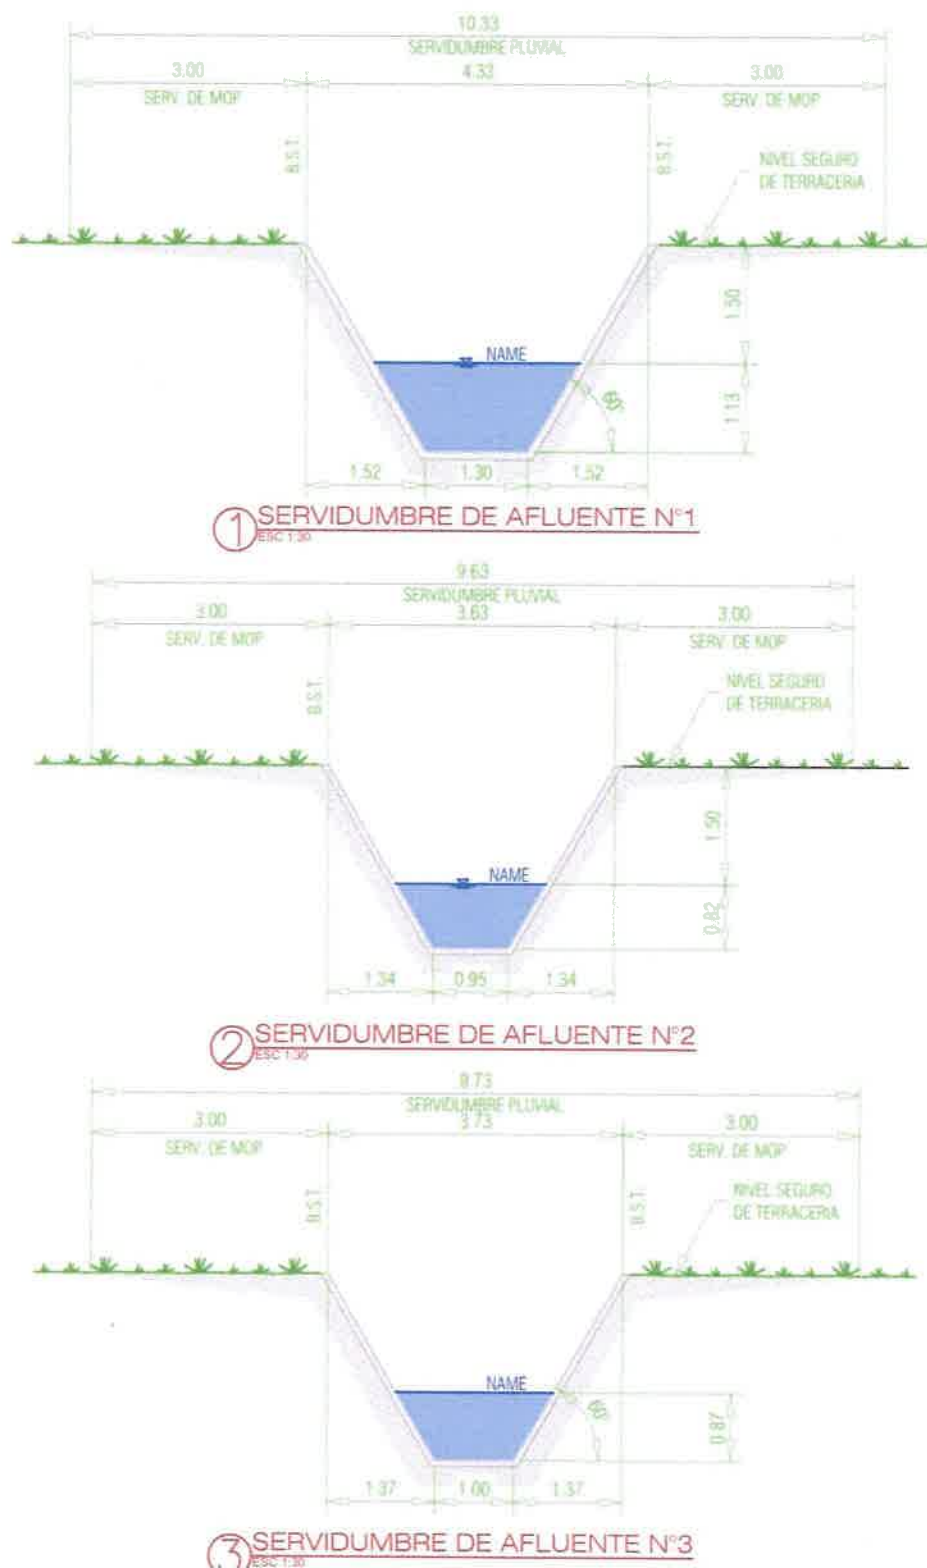 10.33
SERVIDUMBRE PLUVIAL
3.00 4.33 3.00
SERV. DE MOP SERV. DE MOP
B.S.T. B.S.T.
NIVEL SEGURO
DE TERRACERIA
1.50
NAME
60°
1.13
1.52 1.30 1.52
1 SERVIDUMBRE DE AFLUENTE N°1
ESC 1:30
9.63
SERVIDUMBRE PLUVIAL
3.00 3.63 3.00
SERV. DE MOP SERV. DE MOP
B.S.T.
NIVEL SEGURO
DE TERRACERIA
1.50
NAME
0.82
1.34 0.95 1.34
2 SERVIDUMBRE DE AFLUENTE N°2
ESC 1:30
9.73
SERVIDUMBRE PLUVIAL
3.00 3.73 3.00
SERV. DE MOP SERV. DE MOP
B.S.T. B.S.T.
NIVEL SEGURO
DE TERRACERIA
NAME
60°
0.87
1.37 1.00 1.37
3 SERVIDUMBRE DE AFLUENTE N°3
ESC 1:30